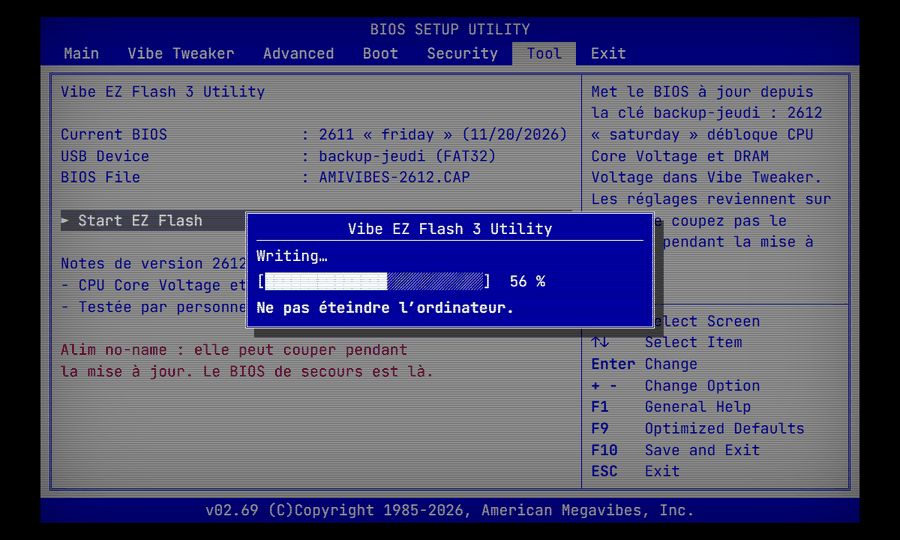 BIOS SETUP UTILITY
Main Vibe Tweaker Advanced Boot Security Tool Exit
Vibe EZ Flash 3 Utility
Current BIOS : 2611 « friday » (11/20/2026)
USB Device : backup-jeudi (FAT32)
BIOS File : AMIVIBES-2612.CAP
► Start EZ Flash
Notes de version 2612
- CPU Core Voltage et
- Testée par personne
Alim no-name : elle peut couper pendant
la mise à jour. Le BIOS de secours est là.
Vibe EZ Flash 3 Utility
Writing…
[ ] 56 %
Ne pas éteindre l'ordinateur.
Met le BIOS à jour depuis
la clé backup-jeudi : 2612
« saturday » débloque CPU
Core Voltage et DRAM
Voltage dans Vibe Tweaker.
Les réglages reviennent sur
coupez pas le
pendant la mise à
Select Screen
↑↓ Select Item
Enter Change
+ - Change Option
F1 General Help
F9 Optimized Defaults
F10 Save and Exit
ESC Exit
v02.69 (C)Copyright 1985-2026, American Megavibes, Inc.